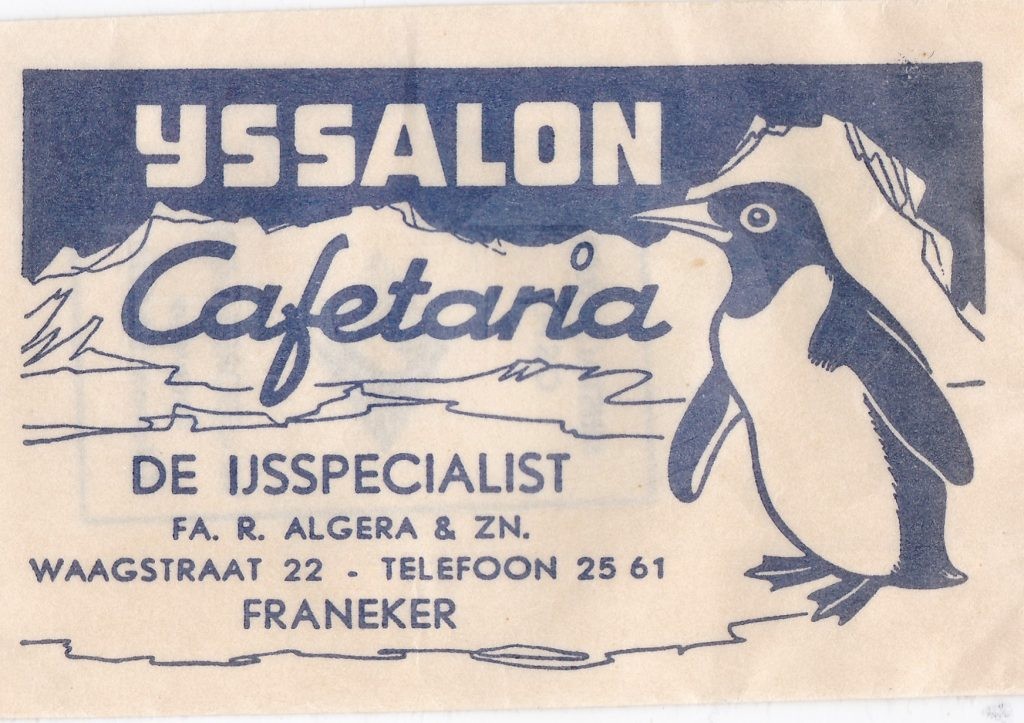 YSSALON
Cafetaria
DE IJSSPECIALIST
FA. R. ALGERA & ZN.
WAAGSTRAAT 22 - TELEFOON 25 61
FRANEKER